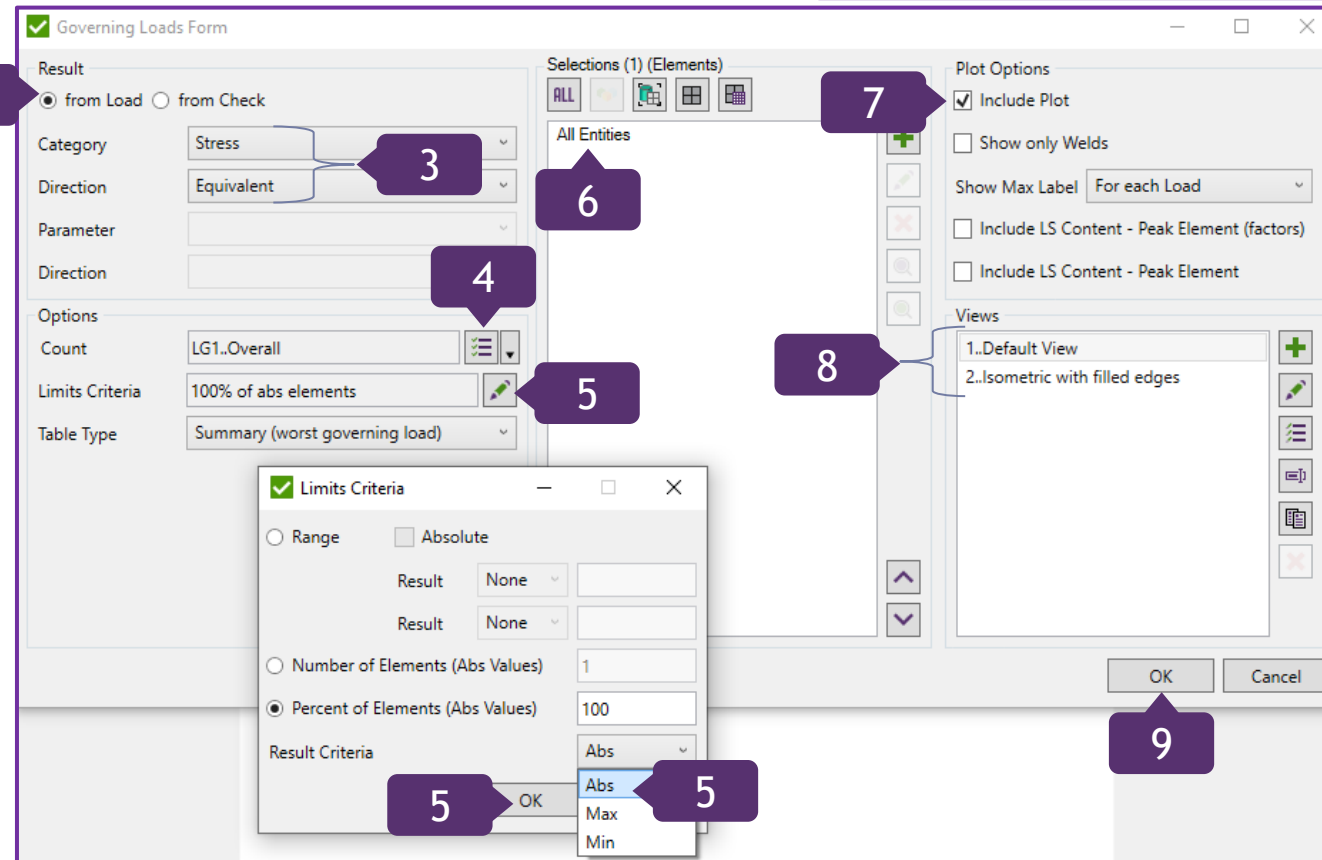 Governing Loads Form
Result
from Load
from Check
Category
Stress
3
Direction
Equivalent
Parameter
Direction
4
Options
Count
LG1..Overall
Limits Criteria
100% of abs elements
5
Table Type
Summary (worst governing load)
Selections (1) (Elements)
ALL
All Entities
6
Plot Options
7
Include Plot
Show only Welds
Show Max Label
For each Load
Include LS Content - Peak Element (factors)
Include LS Content - Peak Element
Views
8
1..Default View
2..Isometric with filled edges
OK
Cancel
9
Limits Criteria
Range
Absolute
Result
None
Result
None
Number of Elements (Abs Values)
1
Percent of Elements (Abs Values)
100
Result Criteria
Abs
5
OK
Abs
5
Max
Min